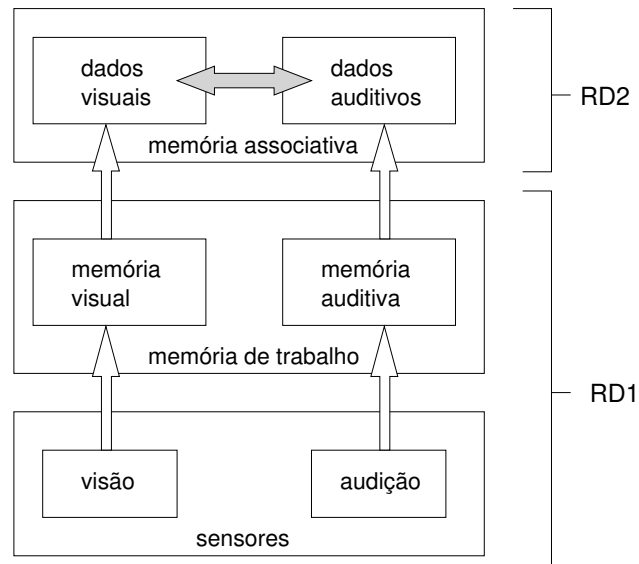 dados
visuais
dados
auditivos
memória associativa
RD2
memória
visual
memória
auditiva
memória de trabalho
RD1
visão
audição
sensores